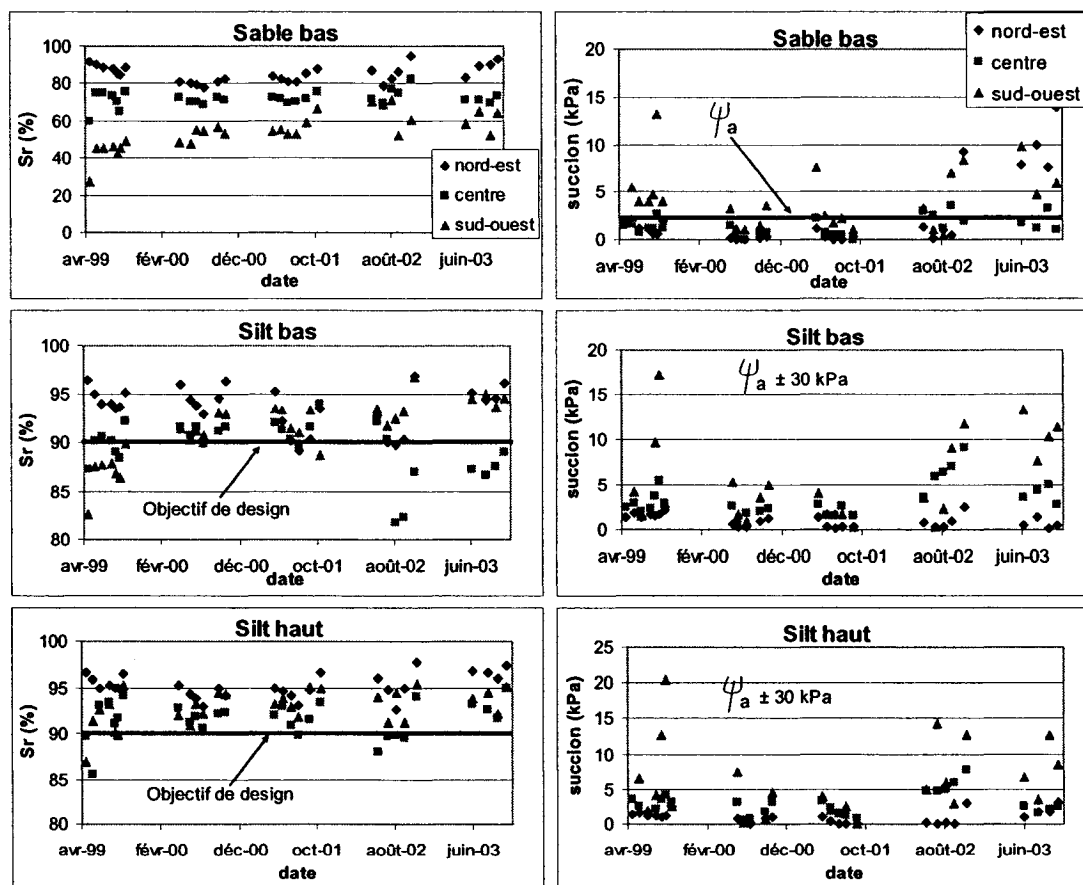 Sable bas
Sr (%)
100
80
60
40
20
0
nord-est
centre
sud-ouest
avr-99 févr-00 déc-00 oct-01 août-02 juin-03
date
Sable bas
succion (kPa)
20
15
10
5
0
nord-est
centre
sud-ouest
ψa
avr-99 févr-00 déc-00 oct-01 août-02 juin-03
date
Silt bas
Sr (%)
100
95
90
85
80
Objectif de design
avr-99 févr-00 déc-00 oct-01 août-02 juin-03
date
Silt bas
succion (kPa)
20
15
10
5
0
ψa ± 30 kPa
avr-99 févr-00 déc-00 oct-01 août-02 juin-03
date
Silt haut
Sr (%)
100
95
90
85
80
Objectif de design
avr-99 févr-00 déc-00 oct-01 août-02 juin-03
date
Silt haut
succion (kPa)
25
20
15
10
5
0
ψa ± 30 kPa
avr-99 févr-00 déc-00 oct-01 août-02 juin-03
date